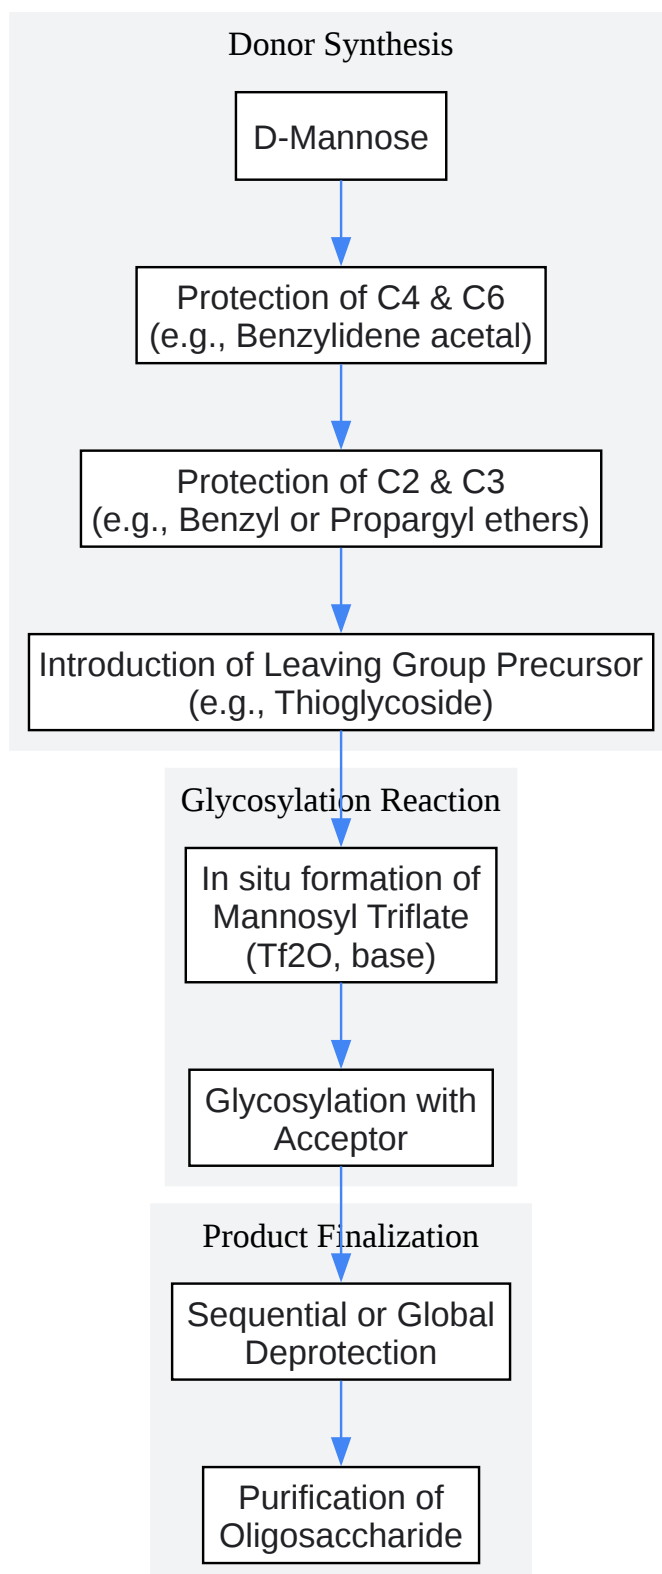 Donor Synthesis
D-Mannose
Protection of C4 & C6
(e.g., Benzylidene acetal)
Protection of C2 & C3
(e.g., Benzyl or Propargyl ethers)
Introduction of Leaving Group Precursor
(e.g., Thioglycoside)
Glycosylation Reaction
In situ formation of
Mannosyl Triflate
(Tf2O, base)
Glycosylation with
Acceptor
Product Finalization
Sequential or Global
Deprotection
Purification of
Oligosaccharide